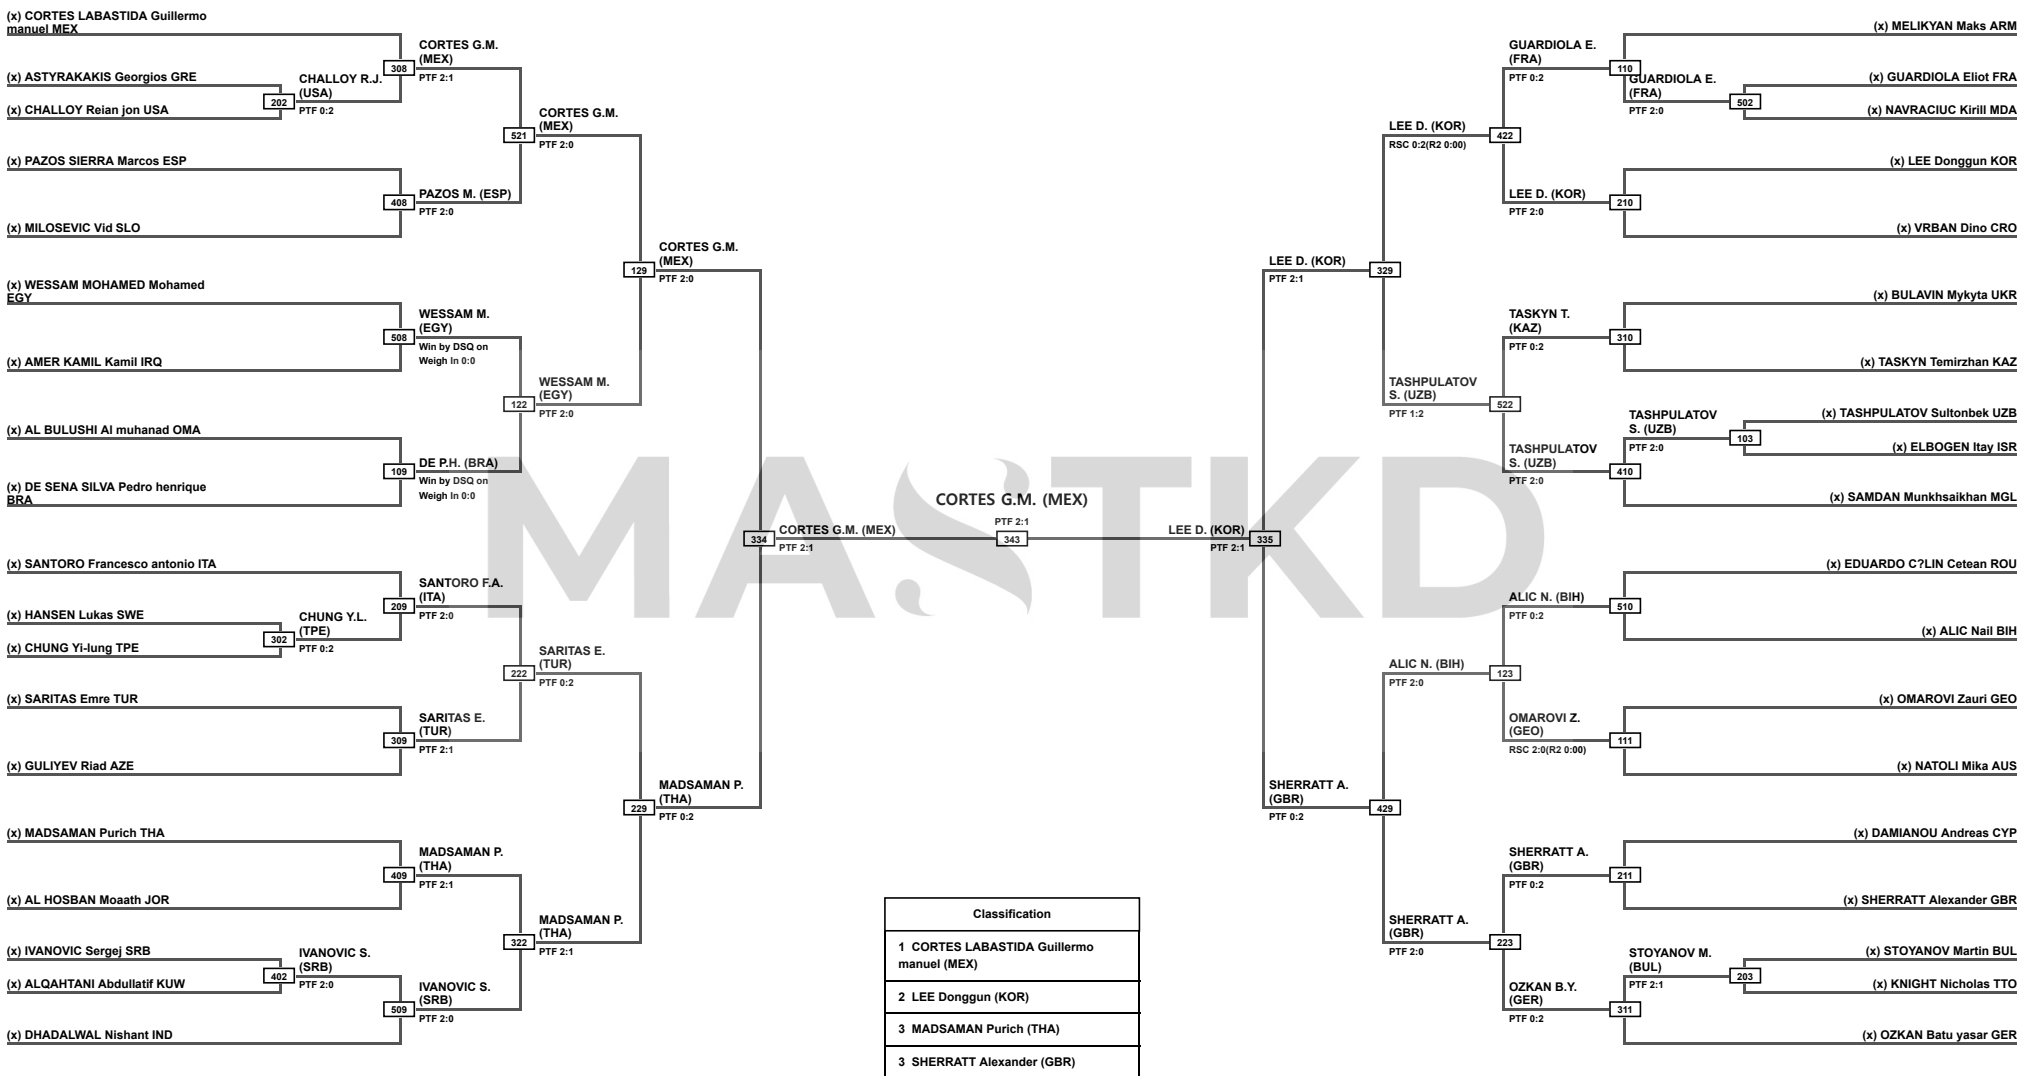 (x) CORTES LABASTIDA Guillermo
manuel MEX
(x) ASTYRAKAKIS Georgios GRE
(x) CHALLOY Reian jon USA
(x) PAZOS SIERRA Marcos ESP
(x) MILOSEVIC Vid SLO
(x) WESSAM MOHAMED Mohamed
EGY
(x) AMER KAMIL Kamil IRQ
(x) AL BULUSHI Al muhanad OMA
(x) DE SENA SILVA Pedro henrique
BRA
(x) SANTORO Francesco antonio ITA
(x) HANSEN Lukas SWE
(x) CHUNG Yi-lung TPE
(x) SARITAS Emre TUR
(x) GULIYEV Riad AZE
(x) MADSAMAN Purich THA
(x) AL HOSBAN Moaath JOR
(x) IVANOVIC Sergej SRB
(x) ALQAHTANI Abdullatif KUW
(x) DHADALWAL Nishant IND
202
CHALLOY R.J.
(USA)
PTF 0:2
302
CHUNG Y.L.
(TPE)
PTF 0:2
402
IVANOVIC S.
(SRB)
PTF 2:0
308
CORTES G.M.
(MEX)
PTF 2:1
408
PAZOS M. (ESP)
PTF 2:0
508
WESSAM M.
(EGY)
Win by DSQ on
Weigh In 0:0
109
DE P.H. (BRA)
Win by DSQ on
Weigh In 0:0
209
SANTORO F.A.
(ITA)
PTF 2:0
309
SARITAS E.
(TUR)
PTF 2:1
409
MADSAMAN P.
(THA)
PTF 2:1
509
IVANOVIC S.
(SRB)
PTF 2:0
521
CORTES G.M.
(MEX)
PTF 2:0
122
WESSAM M.
(EGY)
PTF 2:0
222
SARITAS E.
(TUR)
PTF 0:2
322
MADSAMAN P.
(THA)
PTF 2:1
129
CORTES G.M.
(MEX)
PTF 2:0
229
MADSAMAN P.
(THA)
PTF 0:2
334
CORTES G.M. (MEX)
PTF 2:1
MASTKD
CORTES G.M. (MEX)
PTF 2:1
343
LEE D. (KOR)
PTF 2:1
335
LEE D. (KOR)
PTF 2:1
329
SHERRATT A.
(GBR)
PTF 0:2
429
LEE D. (KOR)
RSC 0:2(R2 0:00)
422
TASHPULATOV
S. (UZB)
PTF 1:2
522
ALIC N. (BIH)
PTF 2:0
123
SHERRATT A.
(GBR)
PTF 2:0
223
GUARDIOLA E.
(FRA)
PTF 0:2
110
LEE D. (KOR)
PTF 2:0
210
TASKYN T.
(KAZ)
PTF 0:2
310
TASHPULATOV
S. (UZB)
PTF 2:0
410
ALIC N. (BIH)
PTF 0:2
510
OMAROVI Z.
(GEO)
RSC 2:0(R2 0:00)
111
SHERRATT A.
(GBR)
PTF 0:2
211
OZKAN B.Y.
(GER)
PTF 0:2
311
GUARDIOLA E.
(FRA)
PTF 2:0
502
TASHPULATOV
S. (UZB)
PTF 2:0
103
STOYANOV M.
(BUL)
PTF 2:1
203
(x) MELIKYAN Maks ARM
(x) GUARDIOLA Eliot FRA
(x) NAVRACIUC Kirill MDA
(x) LEE Donggun KOR
(x) VRBAN Dino CRO
(x) BULAVIN Mykyta UKR
(x) TASKYN Temirzhan KAZ
(x) TASHPULATOV Sultonbek UZB
(x) ELBOGEN Itay ISR
(x) SAMDAN Munkhsaikhan MGL
(x) EDUARDO C?LIN Cetean ROU
(x) ALIC Nail BIH
(x) OMAROVI Zauri GEO
(x) NATOLI Mika AUS
(x) DAMIANOU Andreas CYP
(x) SHERRATT Alexander GBR
(x) STOYANOV Martin BUL
(x) KNIGHT Nicholas TTO
(x) OZKAN Batu yasar GER
Classification
1 CORTES LABASTIDA Guillermo
manuel (MEX)
2 LEE Donggun (KOR)
3 MADSAMAN Purich (THA)
3 SHERRATT Alexander (GBR)